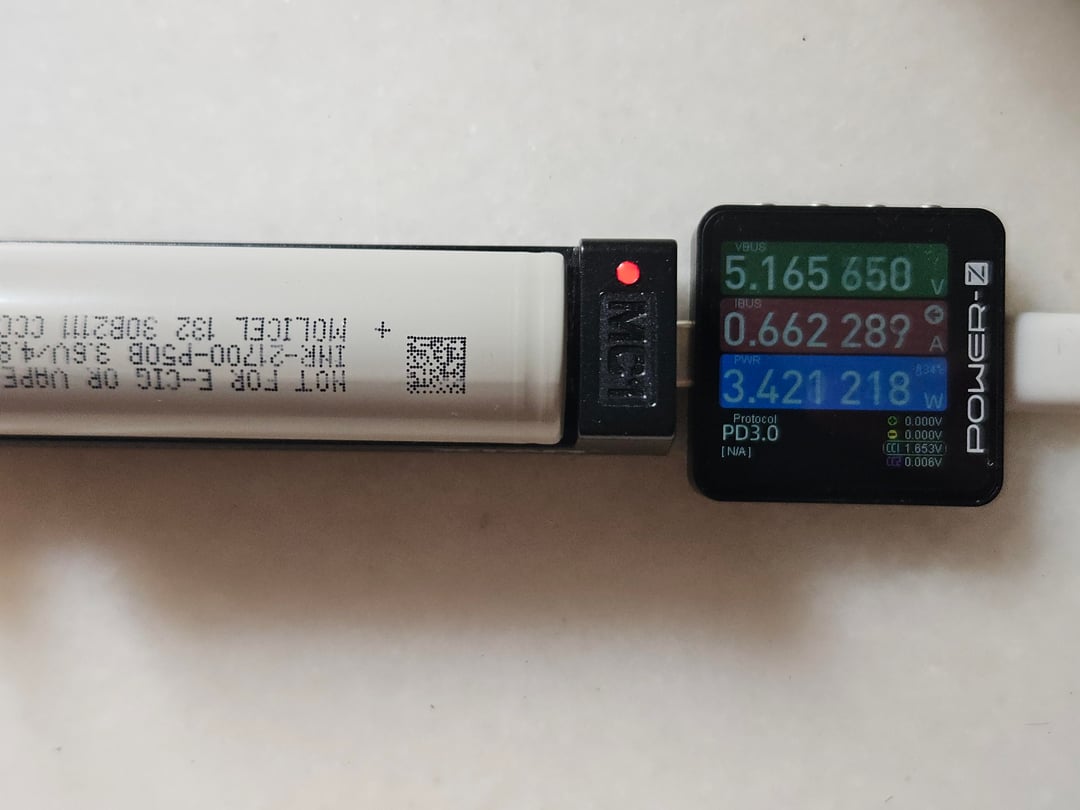 NOT FOR E-CIG OR VAPE
INR-21700-P50B 3.6V/4.8
MOLICEL 132 30B2111
+
MC1
VBUS
5.165 650 V
IBUS
0.662 289 A
PWR
3.421 218 W
Protocol
PD3.0
[ N/A ]
0.000V
0.000V
CC1 1.653V
CC2 0.006V
POWER-Z